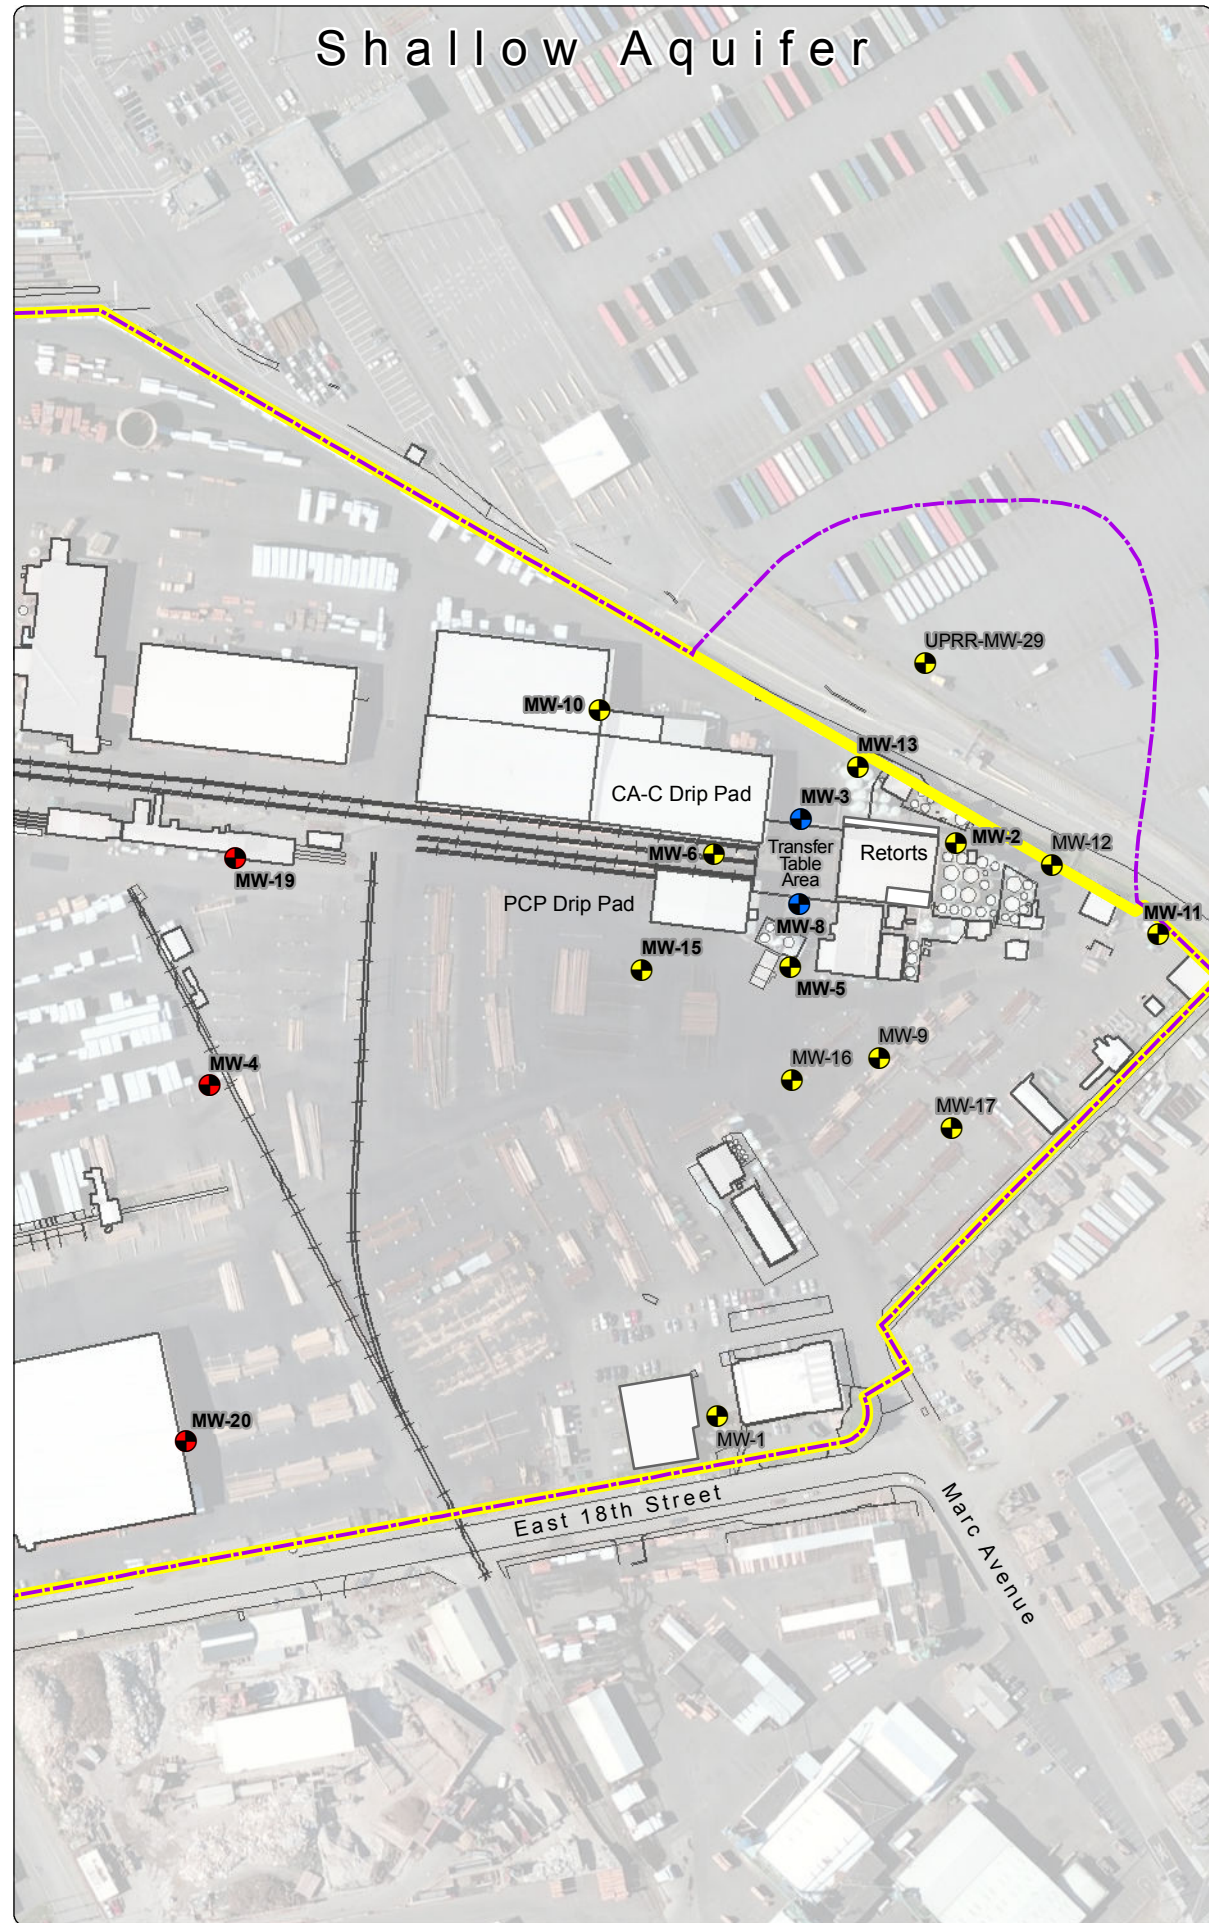 Shallow Aquifer
UPRR-MW-29
MW-10
MW-13
CA-C Drip Pad
MW-3
MW-2
MW-12
MW-6
Transfer
Table
Area
Retorts
MW-19
PCP Drip Pad
MW-8
MW-11
MW-15
MW-5
MW-9
MW-16
MW-4
MW-17
MW-20
MW-1
East 18th Street
Marc Avenue